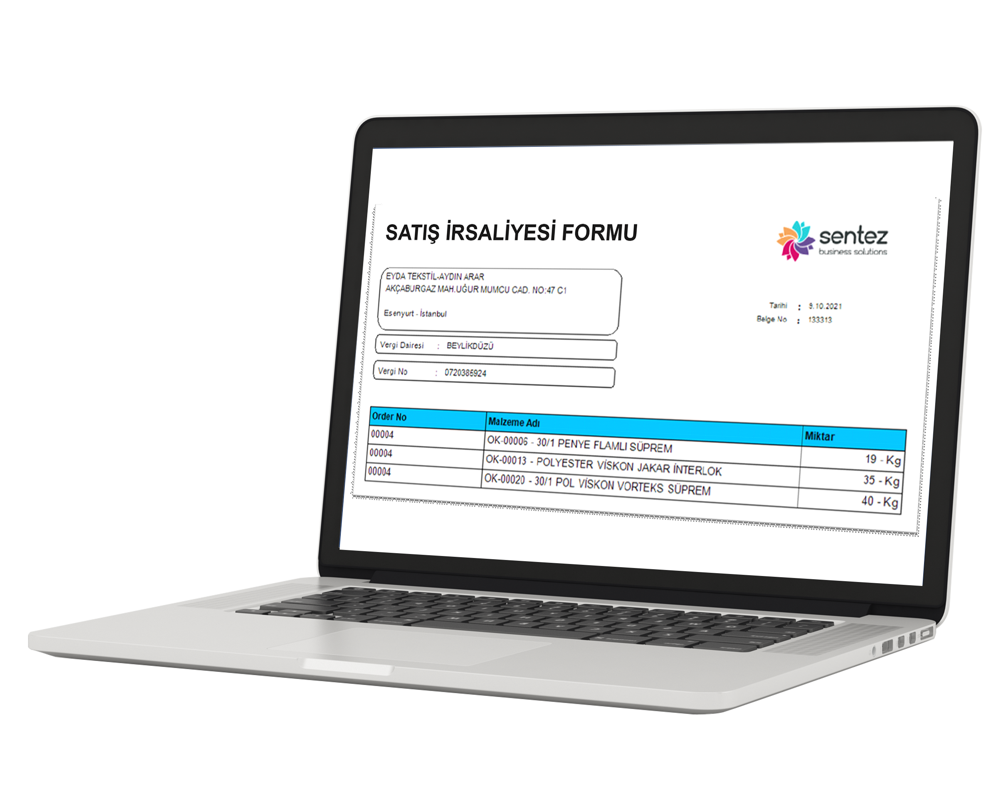 SATIŞ İRSALİYESİ FORMU
sentez
business solutions
EYDA TEKSTİL-AYDIN ARAR
AKÇABURGAZ MAH.UĞUR MUMCU CAD. NO:47 C1
Esenyurt - İstanbul
Tarihi : 9.10.2021
Belge No : 133313
Vergi Dairesi : BEYLİKDÜZÜ
Vergi No : 0720385924
Order No Malzeme Adı Miktar
00004 OK-00006 - 30/1 PENYE FLAMLI SÜPREM 19 - Kg
00004 OK-00013 - POLYESTER VİSKON JAKAR İNTERLOK 35 - Kg
00004 OK-00020 - 30/1 POL VİSKON VORTEKS SÜPREM 40 - Kg